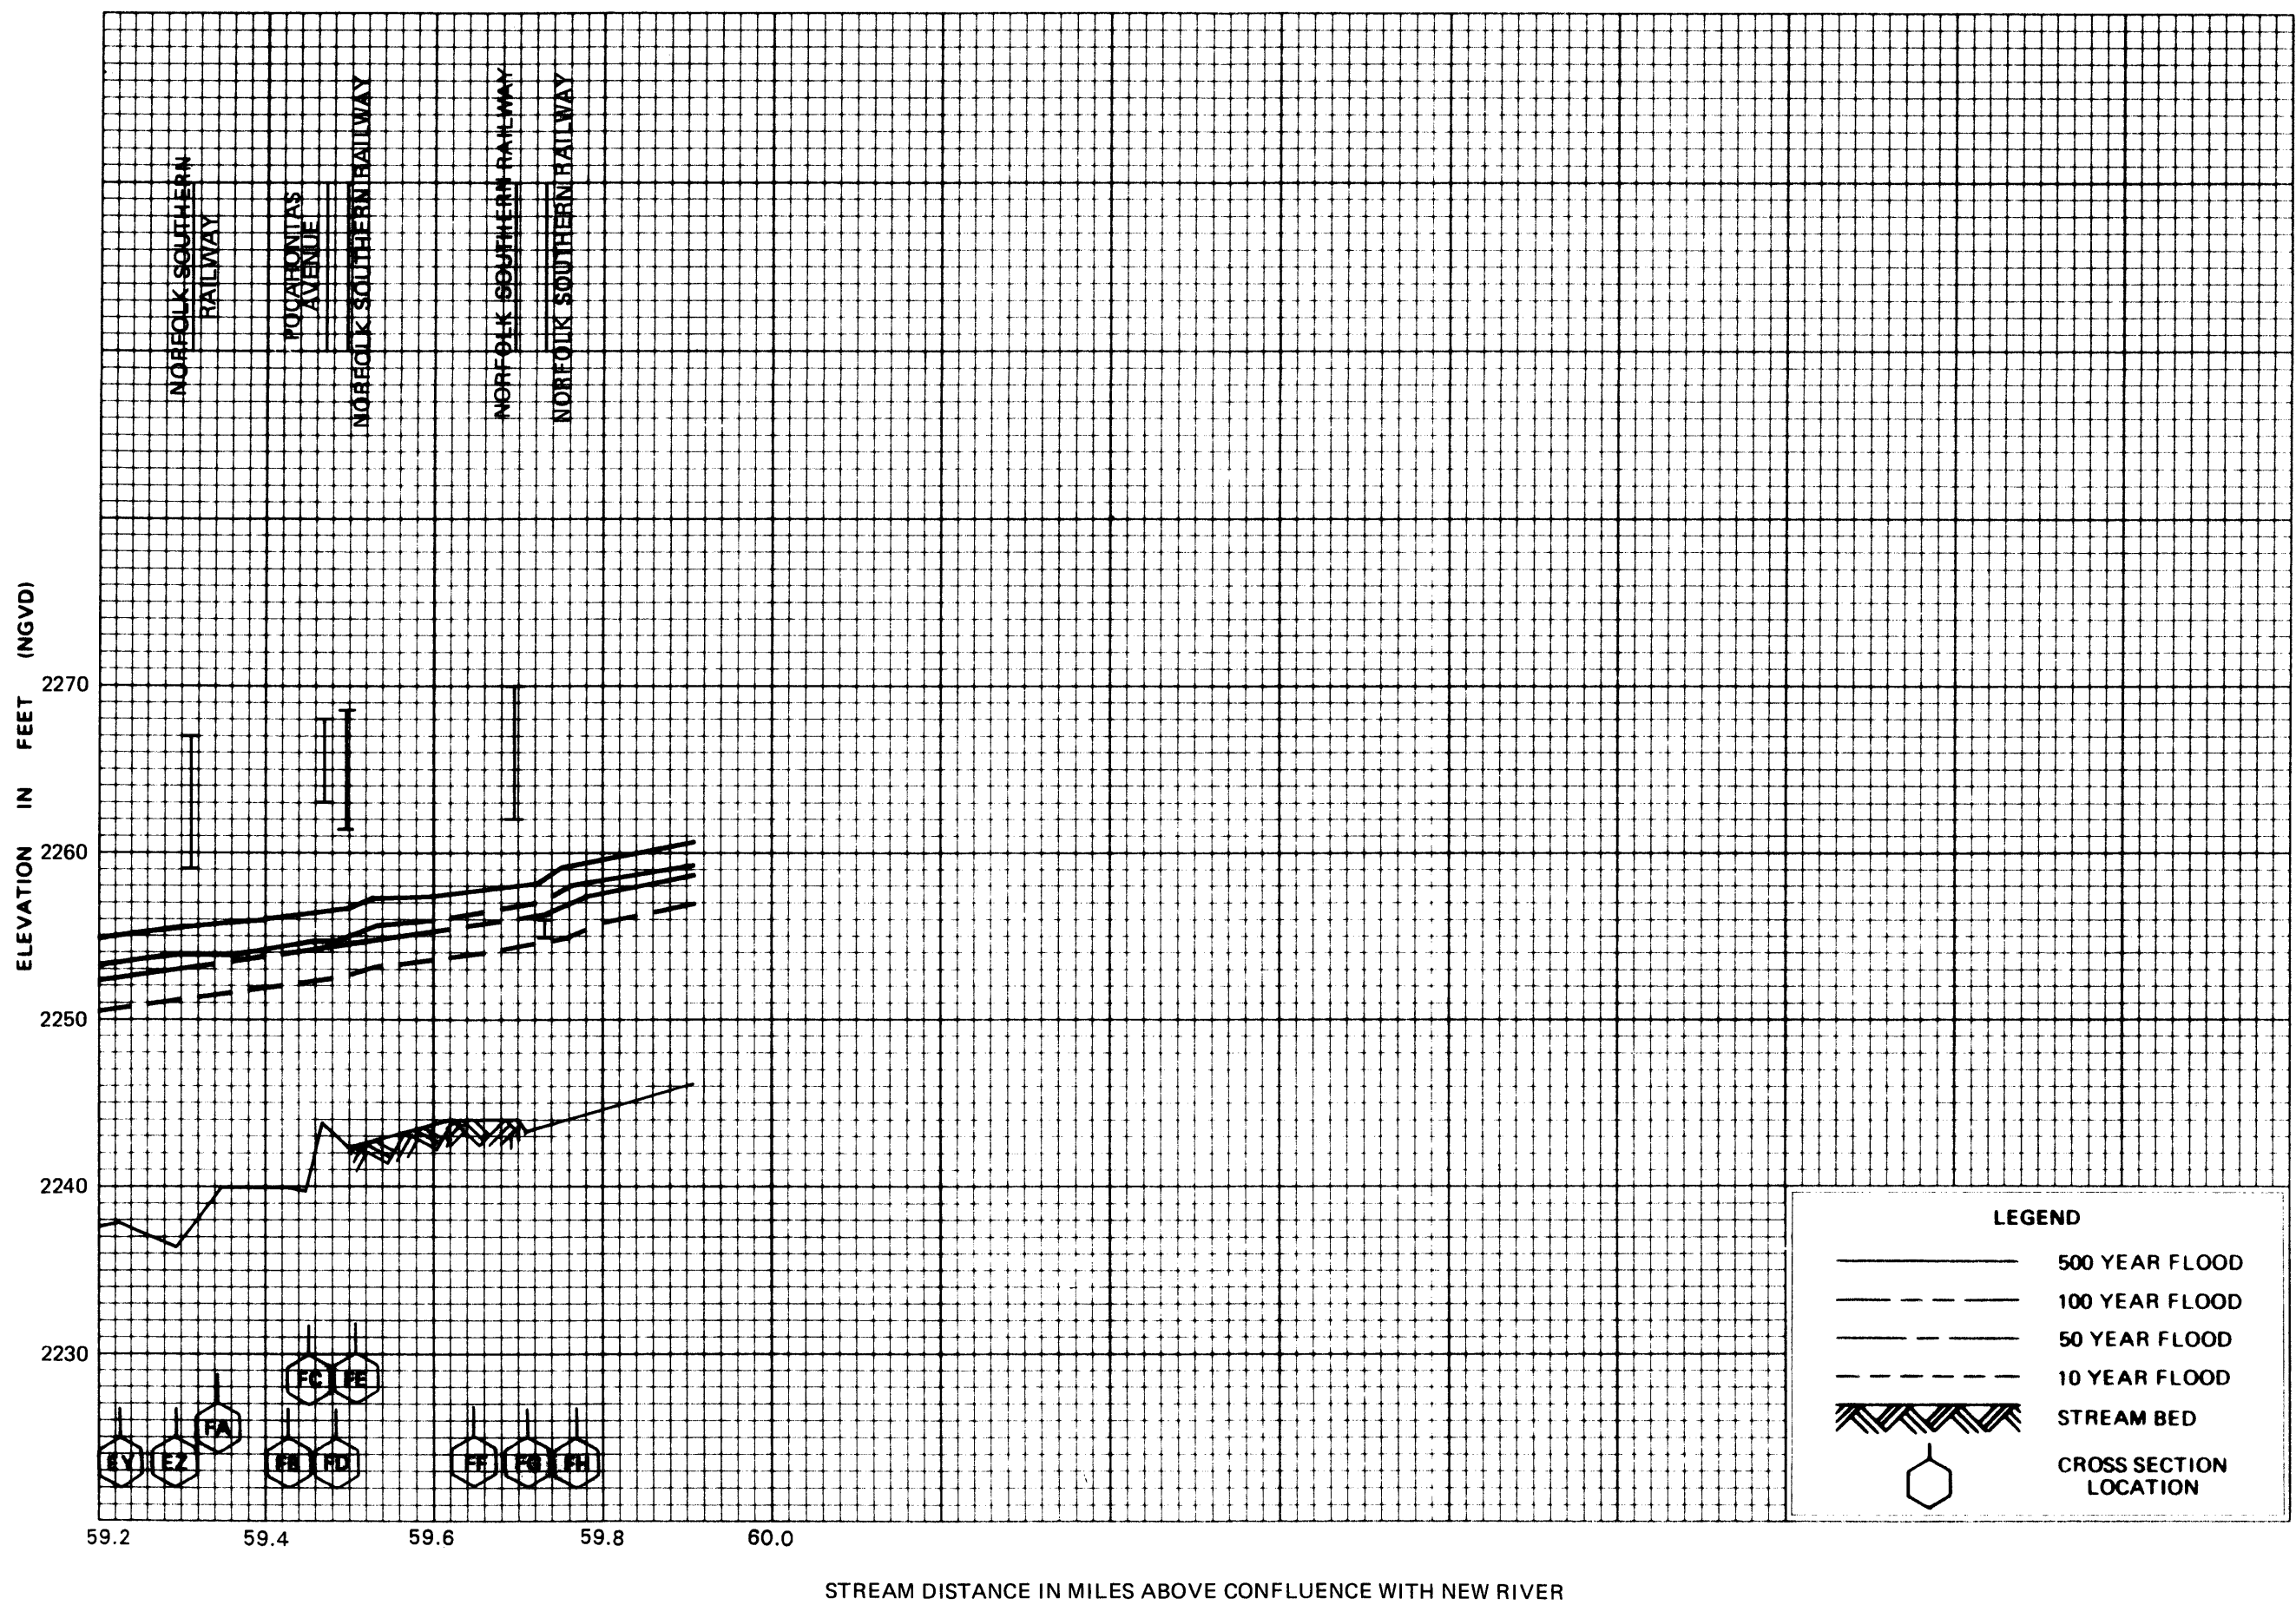 NORFOLK SOUTHERN
RAILWAY
POCAHONTAS
AVENUE
NORFOLK SOUTHERN RAILWAY
NORFOLK SOUTHERN RAILWAY
NORFOLK SOUTHERN RAILWAY
ELEVATION IN FEET (NGVD)
2270
2260
2250
2240
2230
FC
FE
FA
EY
EZ
FB
FD
FF
FG
FH
59.2
59.4
59.6
59.8
60.0
STREAM DISTANCE IN MILES ABOVE CONFLUENCE WITH NEW RIVER
LEGEND
500 YEAR FLOOD
100 YEAR FLOOD
50 YEAR FLOOD
10 YEAR FLOOD
STREAM BED
CROSS SECTION
LOCATION